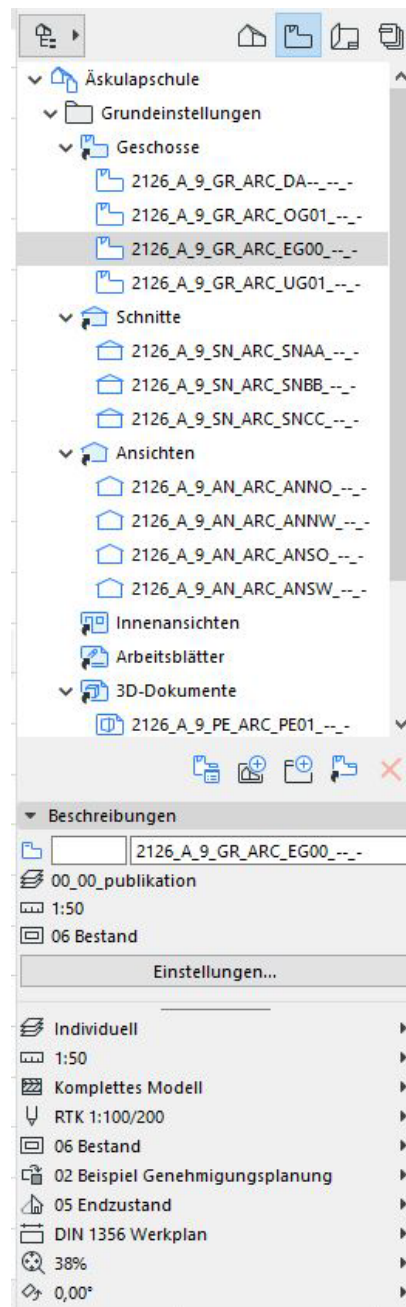 Äskulapschule
Grundeinstellungen
Geschosse
2126_A_9_GR_ARC_DA--_--_-
2126_A_9_GR_ARC_OG01_--_-
2126_A_9_GR_ARC_EG00_--_-
2126_A_9_GR_ARC_UG01_--_-
Schnitte
2126_A_9_SN_ARC_SNAA_--_-
2126_A_9_SN_ARC_SNBB_--_-
2126_A_9_SN_ARC_SNCC_--_-
Ansichten
2126_A_9_AN_ARC_ANNO_--_-
2126_A_9_AN_ARC_ANNW_--_-
2126_A_9_AN_ARC_ANSO_--_-
2126_A_9_AN_ARC_ANSW_--_-
Innenansichten
Arbeitsblätter
3D-Dokumente
2126_A_9_PE_ARC_PE01_--_-
Beschreibungen
2126_A_9_GR_ARC_EG00_--_-
00_00_publikation
1:50
06 Bestand
Einstellungen...
Individuell
1:50
Komplettes Modell
RTK 1:100/200
06 Bestand
02 Beispiel Genehmigungsplanung
05 Endzustand
DIN 1356 Werkplan
38%
0,00°